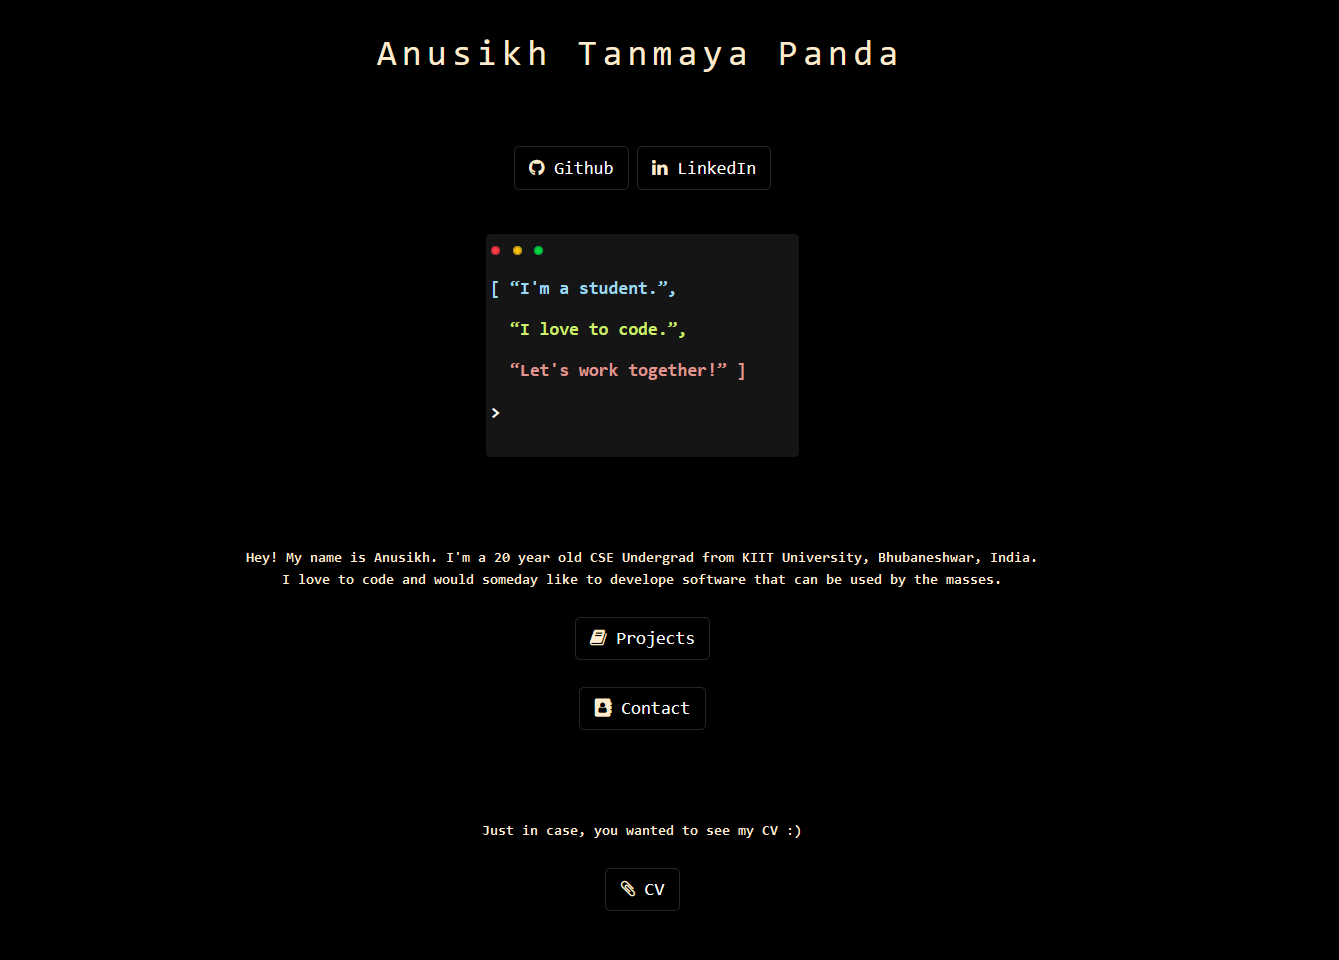 Anusikh Tanmaya Panda
Github LinkedIn
[ “I'm a student.”,
“I love to code.”,
“Let's work together!” ]
>
Hey! My name is Anusikh. I'm a 20 year old CSE Undergrad from KIIT University, Bhubaneshwar, India.
I love to code and would someday like to develope software that can be used by the masses.
Projects
Contact
Just in case, you wanted to see my CV :)
CV